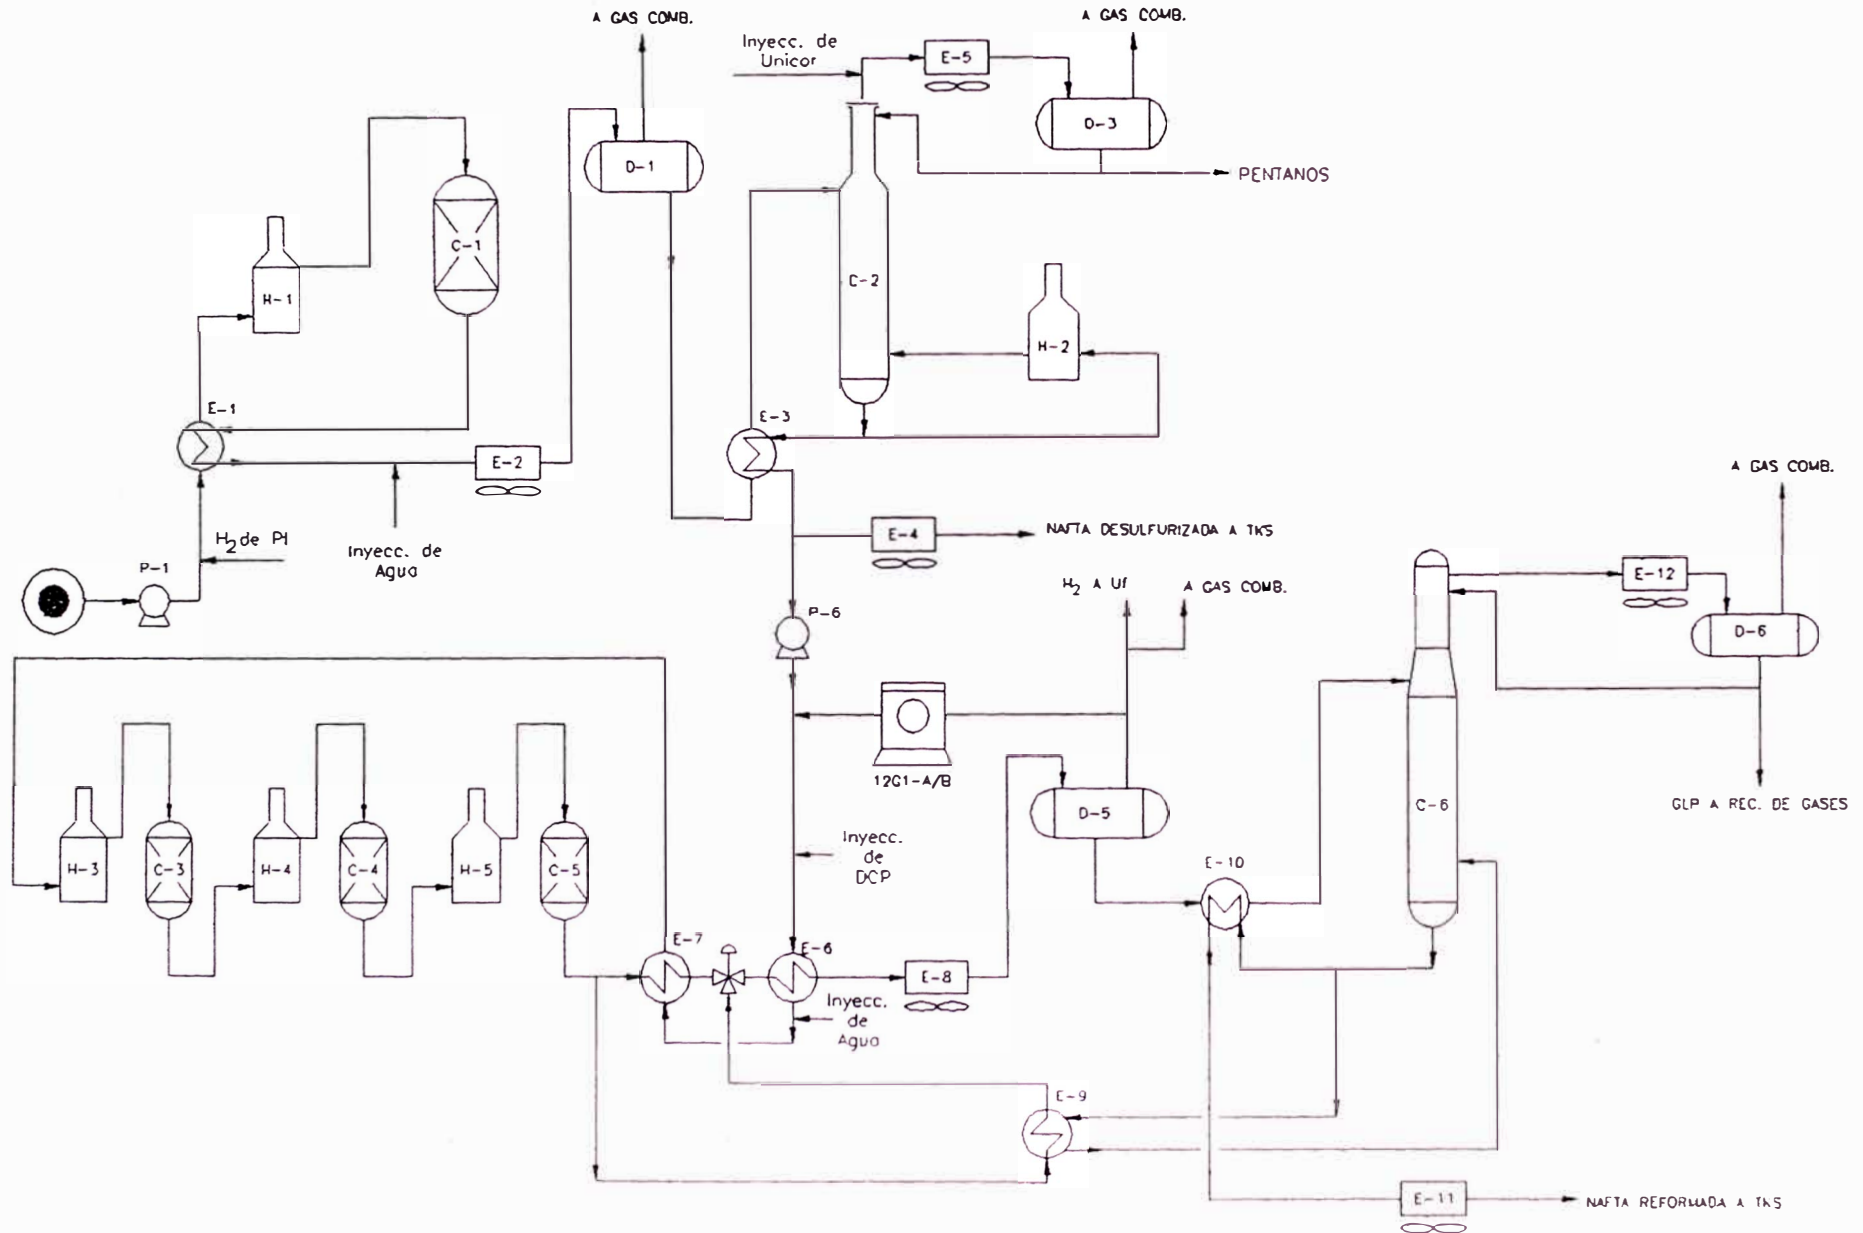 A GAS COMB.
A GAS COMB.
Inyecc. de
Unicor
E-5
D-3
D-1
PENTANOS
C-1
H-1
C-2
H-2
E-1
E-3
E-2
A GAS COMB.
H2 de PI
Inyecc. de
Agua
E-4
NAFTA DESULFURIZADA A TKS
P-1
H2 A Uf
A GAS COMB.
E-12
P-6
D-6
12G1-A/B
D-5
C-6
GLP A REC. DE GASES
Inyecc.
de
DCP
H-3
C-3
H-4
C-4
H-5
C-5
E-10
E-7
E-6
E-8
Inyecc.
de
Agua
E-9
E-11
NAFTA REFORMADA A TKS